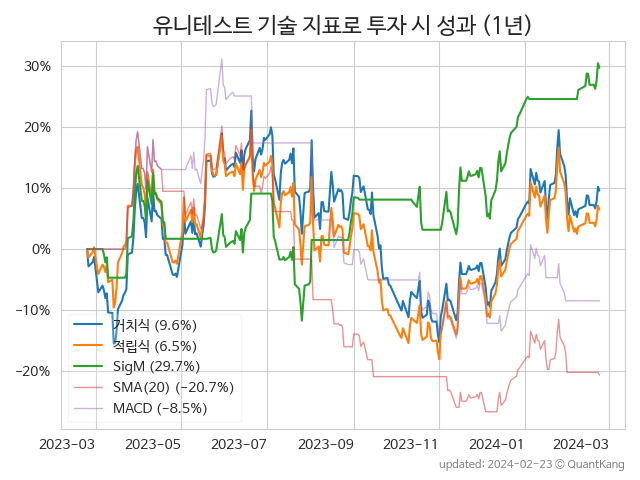 유니테스트 기술 지표로 투자 시 성과 (1년)
30%
20%
10%
0%
−10%
−20%
거치식 (9.6%)
적립식 (6.5%)
SigM (29.7%)
SMA(20) (−20.7%)
MACD (−8.5%)
2023-03 2023-05 2023-07 2023-09 2023-11 2024-01 2024-03
updated: 2024-02-23 ⓒ QuantKang